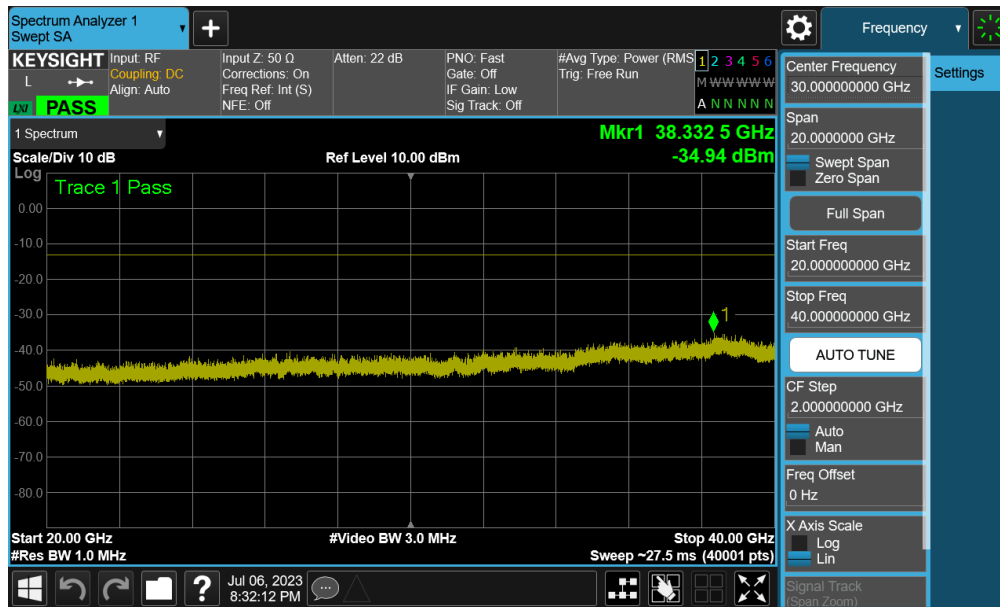 Spectrum Analyzer 1
Swept SA
+
Frequency
KEYSIGHT
L
LXI
PASS
Input: RF
Coupling: DC
Align: Auto
Input Z: 50 Ω
Corrections: On
Freq Ref: Int (S)
NFE: Off
Atten: 22 dB
PNO: Fast
Gate: Off
IF Gain: Low
Sig Track: Off
#Avg Type: Power (RMS
Trig: Free Run
1 2 3 4 5 6
M W W W W W
A N N N N N
1 Spectrum
Scale/Div 10 dB
Ref Level 10.00 dBm
Mkr1 38.332 5 GHz
-34.94 dBm
Log
Trace 1 Pass
1
0.00
-10.0
-20.0
-30.0
-40.0
-50.0
-60.0
-70.0
-80.0
Start 20.00 GHz
#Video BW 3.0 MHz
Stop 40.00 GHz
#Res BW 1.0 MHz
Sweep ~27.5 ms (40001 pts)
?
Jul 06, 2023
8:32:12 PM
Center Frequency
30.000000000 GHz
Span
20.0000000 GHz
Swept Span
Zero Span
Full Span
Start Freq
20.000000000 GHz
Stop Freq
40.000000000 GHz
AUTO TUNE
CF Step
2.000000000 GHz
Auto
Man
Freq Offset
0 Hz
X Axis Scale
Log
Lin
Signal Track
(Span Zoom)
Settings